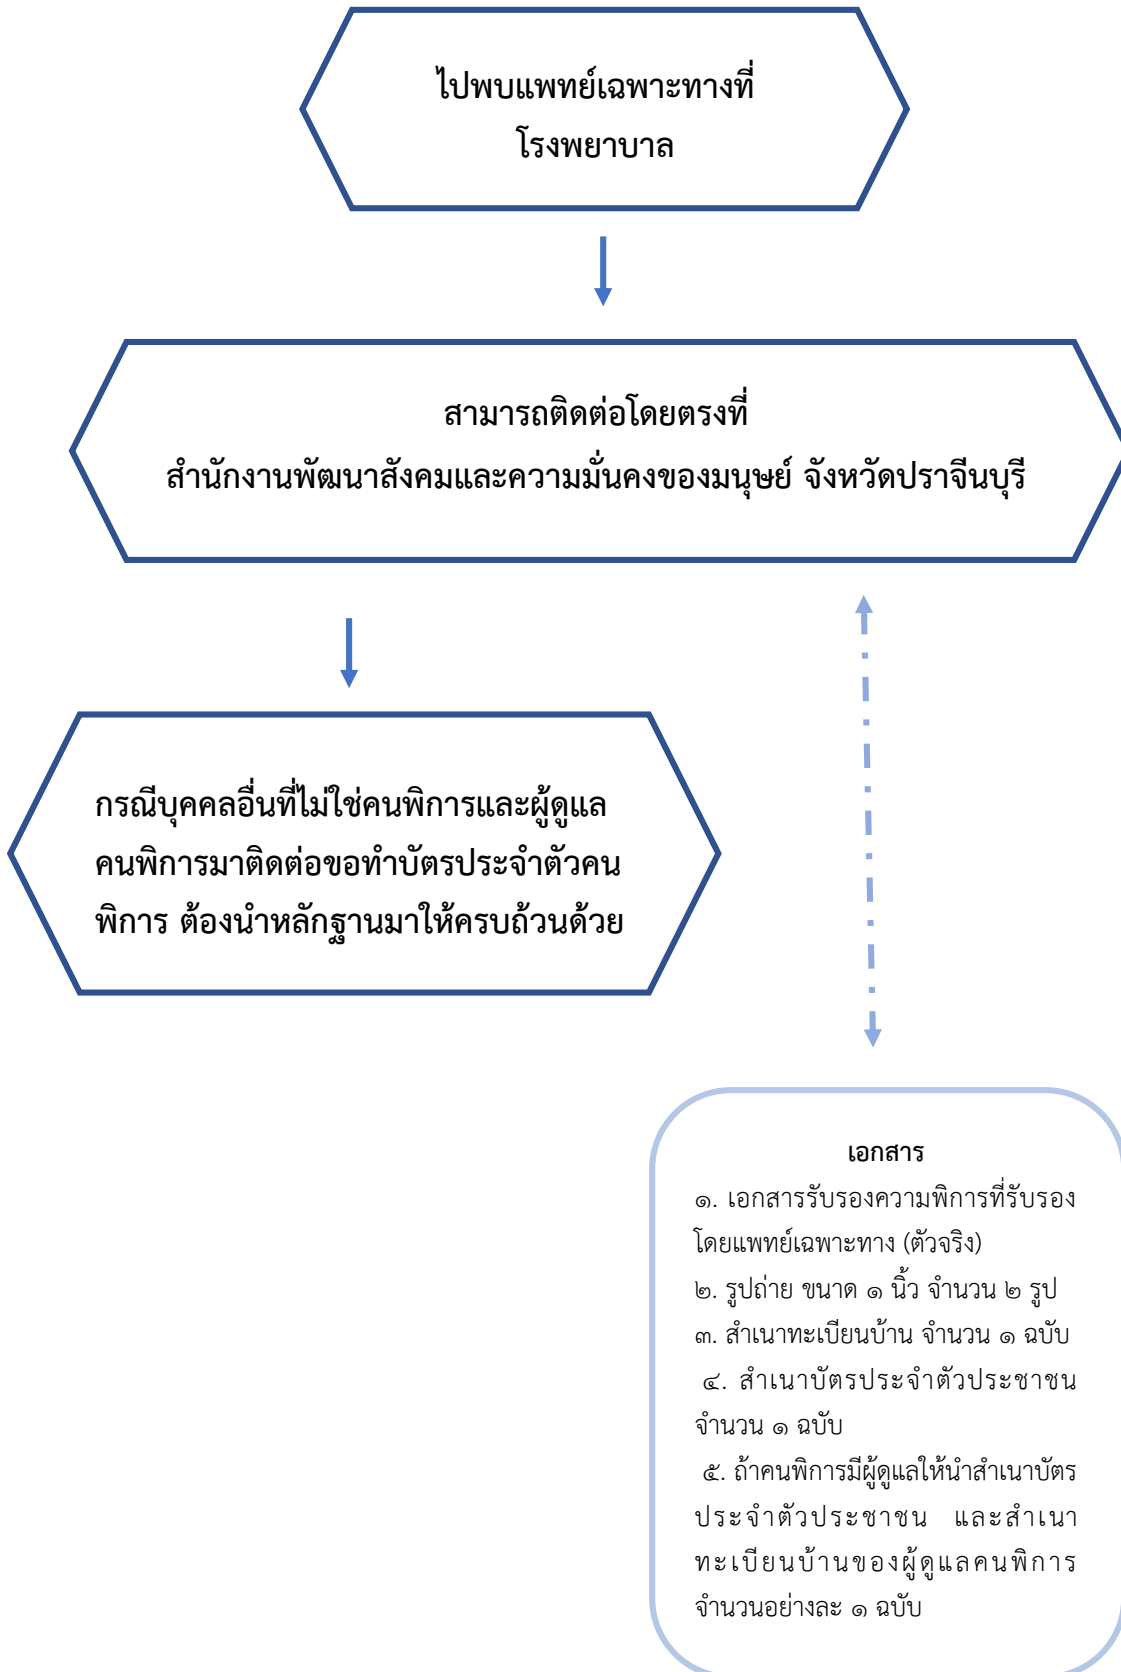 ไปพบแพทย์เฉพาะทางที่
โรงพยาบาล
สามารถติดต่อโดยตรงที่
สำนักงานพัฒนาสังคมและความมั่นคงของมนุษย์ จังหวัดปราจีนบุรี
กรณีบุคคลอื่นที่ไม่ใช่คนพิการและผู้ดูแล
คนพิการมาติดต่อขอทำบัตรประจำตัวคน
พิการ ต้องนำหลักฐานมาให้ครบถ้วนด้วย
เอกสาร
๑. เอกสารรับรองความพิการที่รับรอง
โดยแพทย์เฉพาะทาง (ตัวจริง)
๒. รูปถ่าย ขนาด ๑ นิ้ว จำนวน ๒ รูป
๓. สำเนาทะเบียนบ้าน จำนวน ๑ ฉบับ
๔. สำเนาบัตรประจำตัวประชาชน
จำนวน ๑ ฉบับ
๕. ถ้าคนพิการมีผู้ดูแลให้นำสำเนาบัตร
ประจำตัวประชาชน และสำเนา
ทะเบียนบ้านของผู้ดูแลคนพิการ
จำนวนอย่างละ ๑ ฉบับ